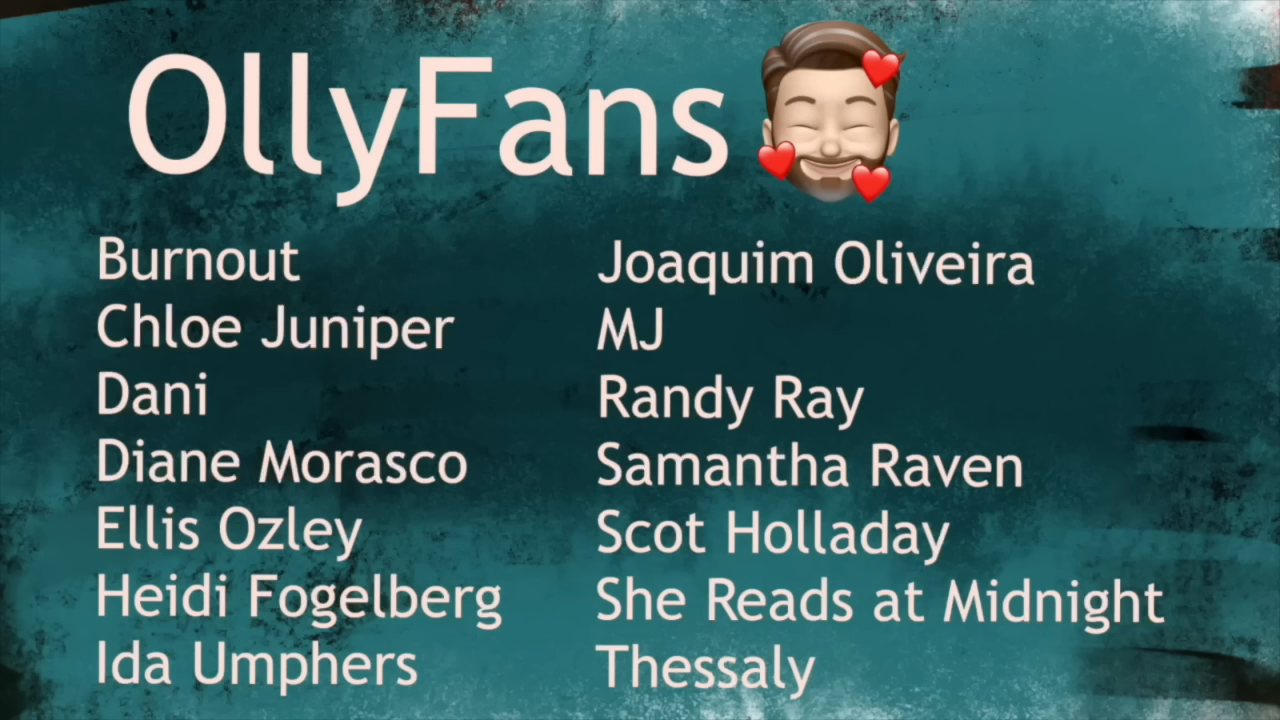 OllyFans
Burnout
Chloe Juniper
Dani
Diane Morasco
Ellis Ozley
Heidi Fogelberg
Ida Umphers
Joaquim Oliveira
MJ
Randy Ray
Samantha Raven
Scot Holladay
She Reads at Midnight
Thessaly